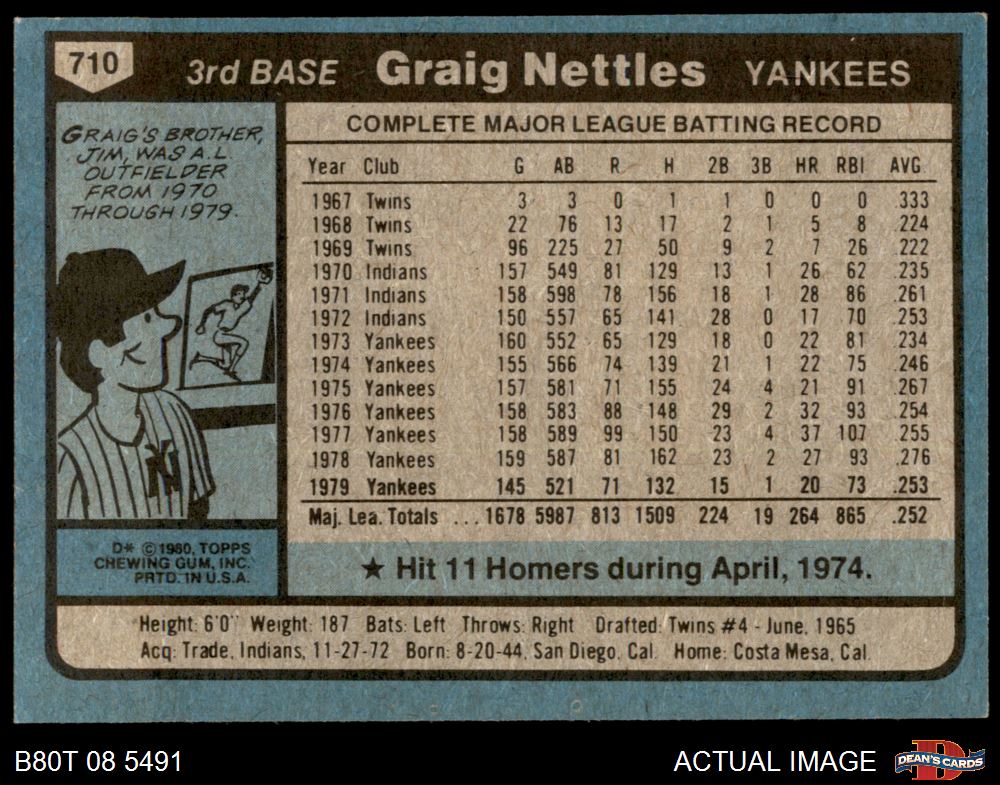 710
3rd BASE Graig Nettles YANKEES
GRAIG'S BROTHER,
JIM, WAS A.L.
OUTFIELDER
FROM 1970
THROUGH 1979.
NY
D* ©1980, TOPPS
CHEWING GUM, INC.
PRTD. IN U.S.A.
COMPLETE MAJOR LEAGUE BATTING RECORD
Year Club G AB R H 2B 3B HR RBI AVG
1967 Twins 3 3 0 1 1 0 0 0 .333
1968 Twins 22 76 13 17 2 1 5 8 .224
1969 Twins 96 225 27 50 9 2 7 26 .222
1970 Indians 157 549 81 129 13 1 26 62 .235
1971 Indians 158 598 78 156 18 1 28 86 .261
1972 Indians 150 557 65 141 28 0 17 70 .253
1973 Yankees 160 552 65 129 18 0 22 81 .234
1974 Yankees 155 566 74 139 21 1 22 75 .246
1975 Yankees 157 581 71 155 24 4 21 91 .267
1976 Yankees 158 583 88 148 29 2 32 93 .254
1977 Yankees 158 589 99 150 23 4 37 107 .255
1978 Yankees 159 587 81 162 23 2 27 93 .276
1979 Yankees 145 521 71 132 15 1 20 73 .253
Maj. Lea. Totals ... 1678 5987 813 1509 224 19 264 865 .252
★ Hit 11 Homers during April, 1974.
Height: 6'0" Weight: 187 Bats: Left Throws: Right Drafted: Twins #4 - June, 1965
Acq: Trade, Indians, 11-27-72 Born: 8-20-44, San Diego, Cal. Home: Costa Mesa, Cal.
B80T 08 5491
ACTUAL IMAGE
D
DEAN'S CARDS